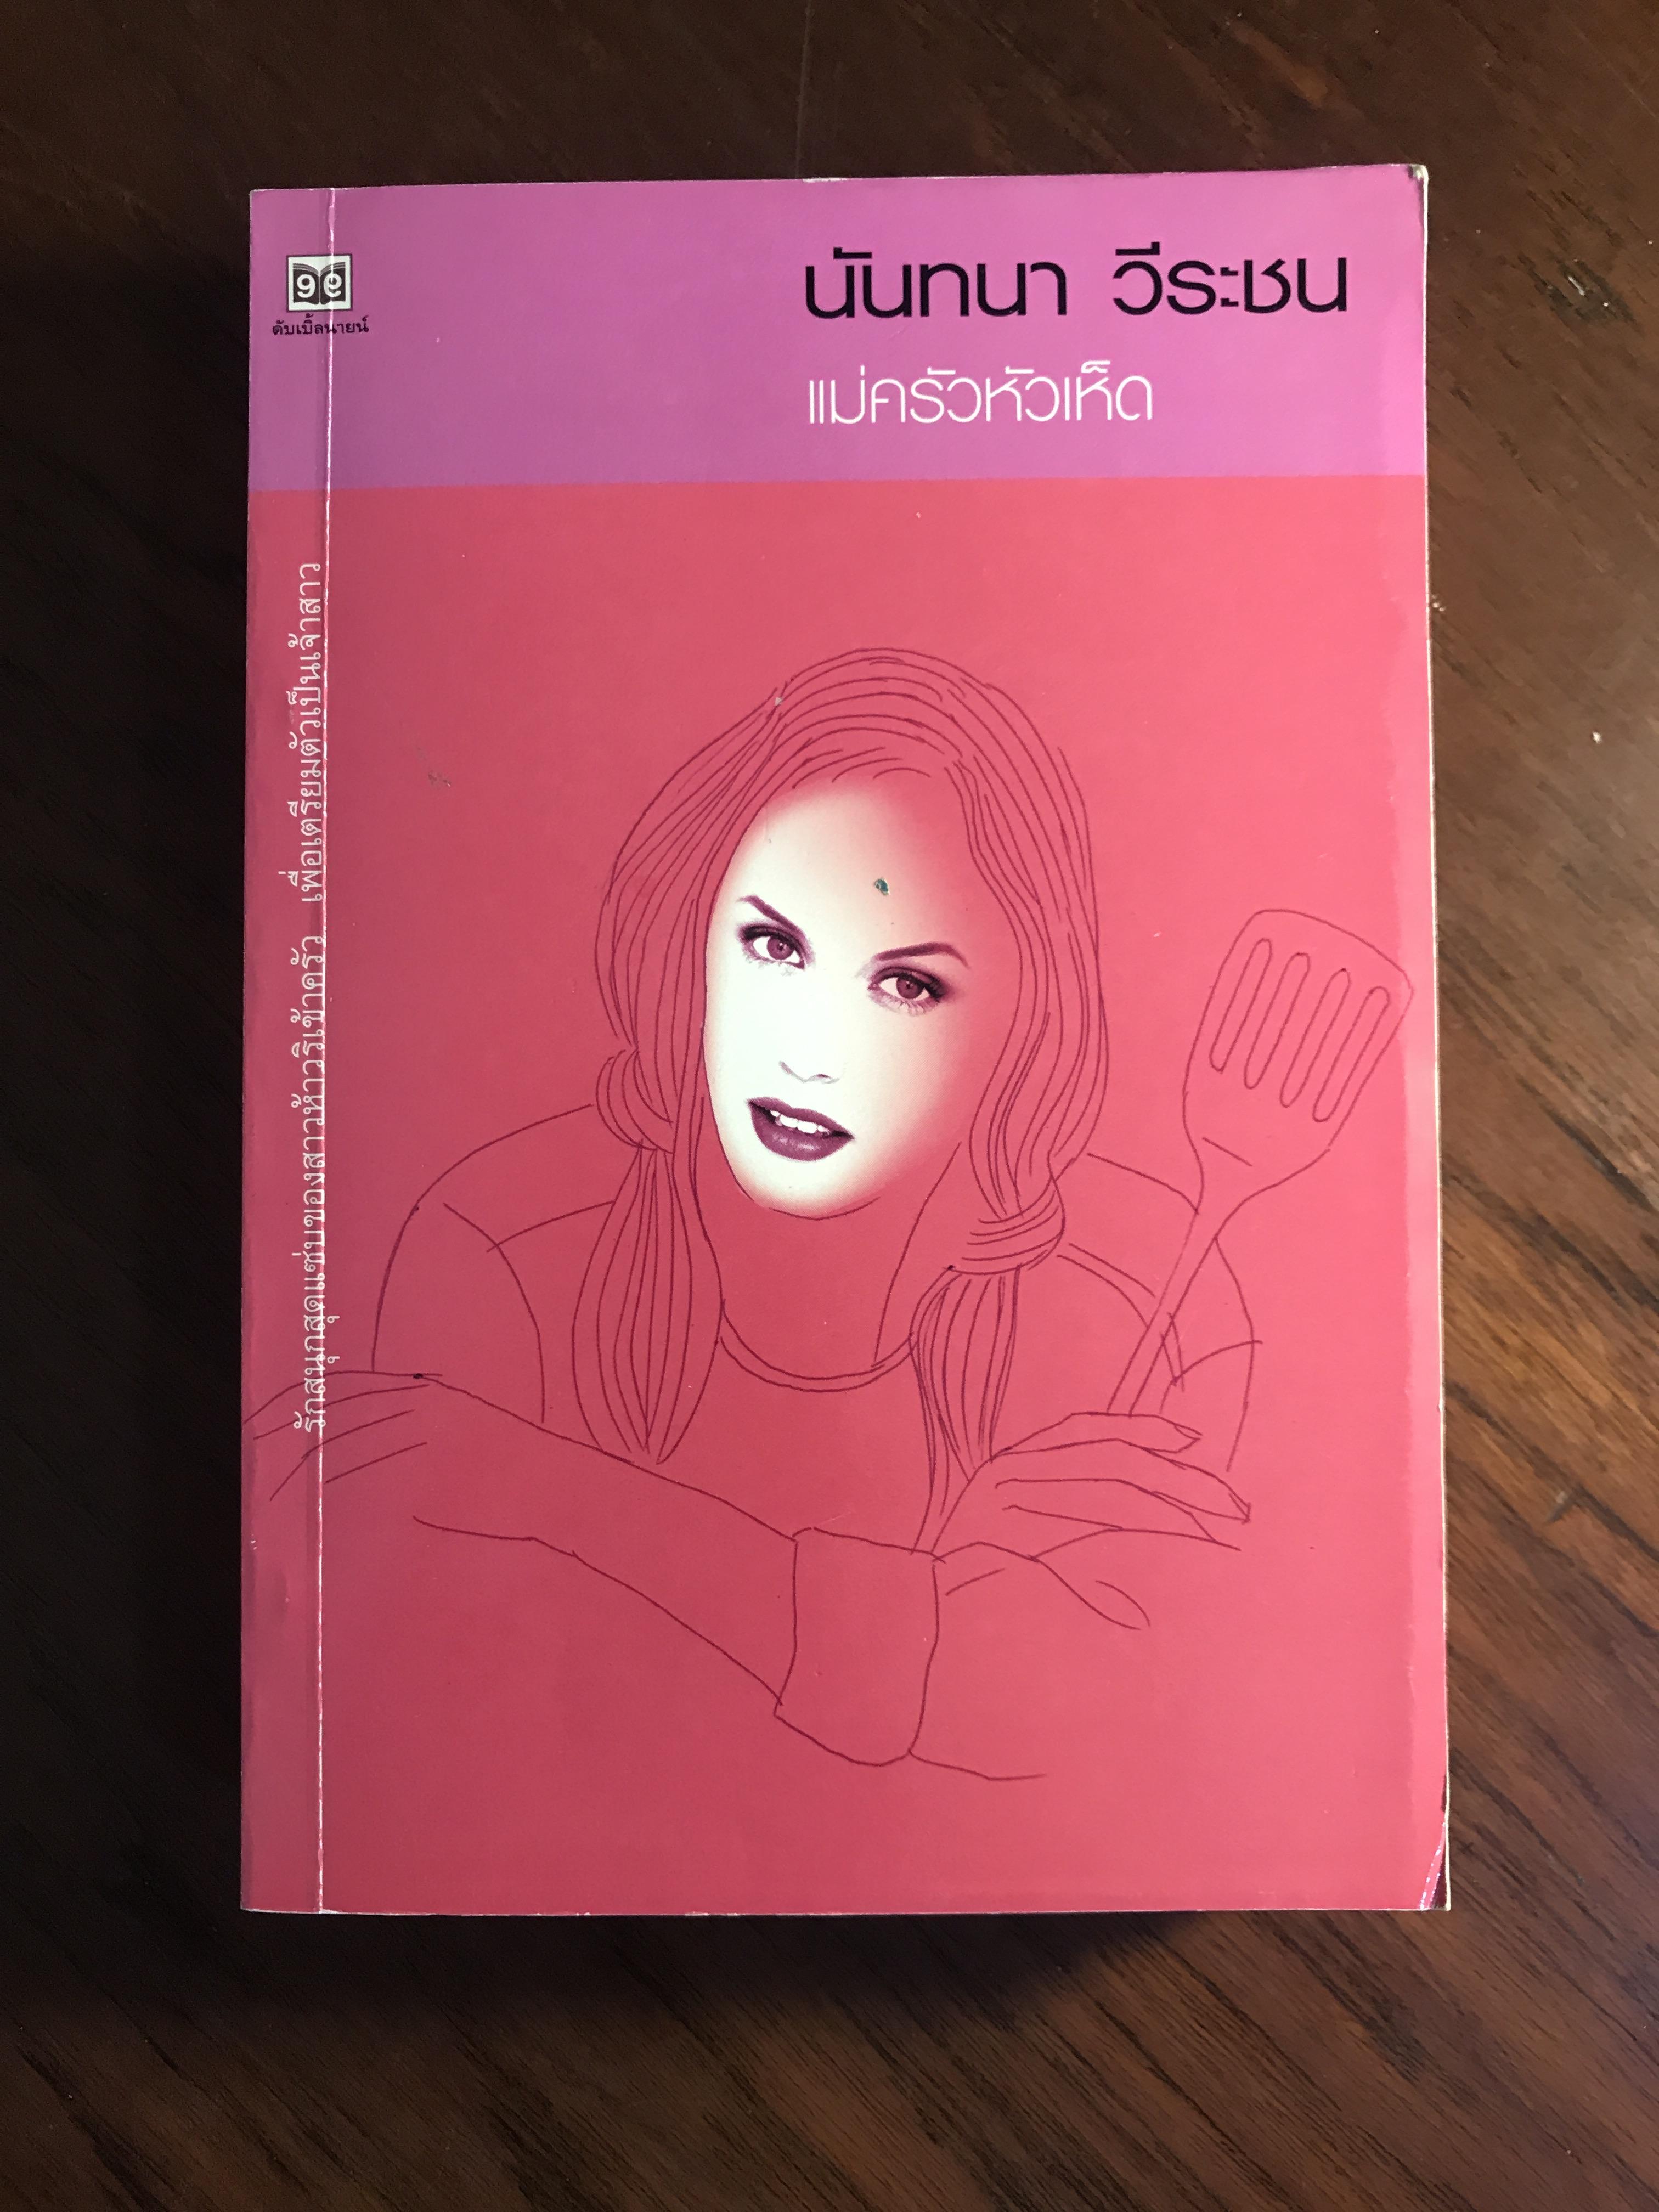 ๑๙
ดับเบิ้ลนายน์
นันทนา วีระชน
แม่ครัวหัวเห็ด
รักสนุกสุดแซ่บของสาวห้าวริเข้าครัว เพื่อเตรียมตัวเป็นเจ้าสาว